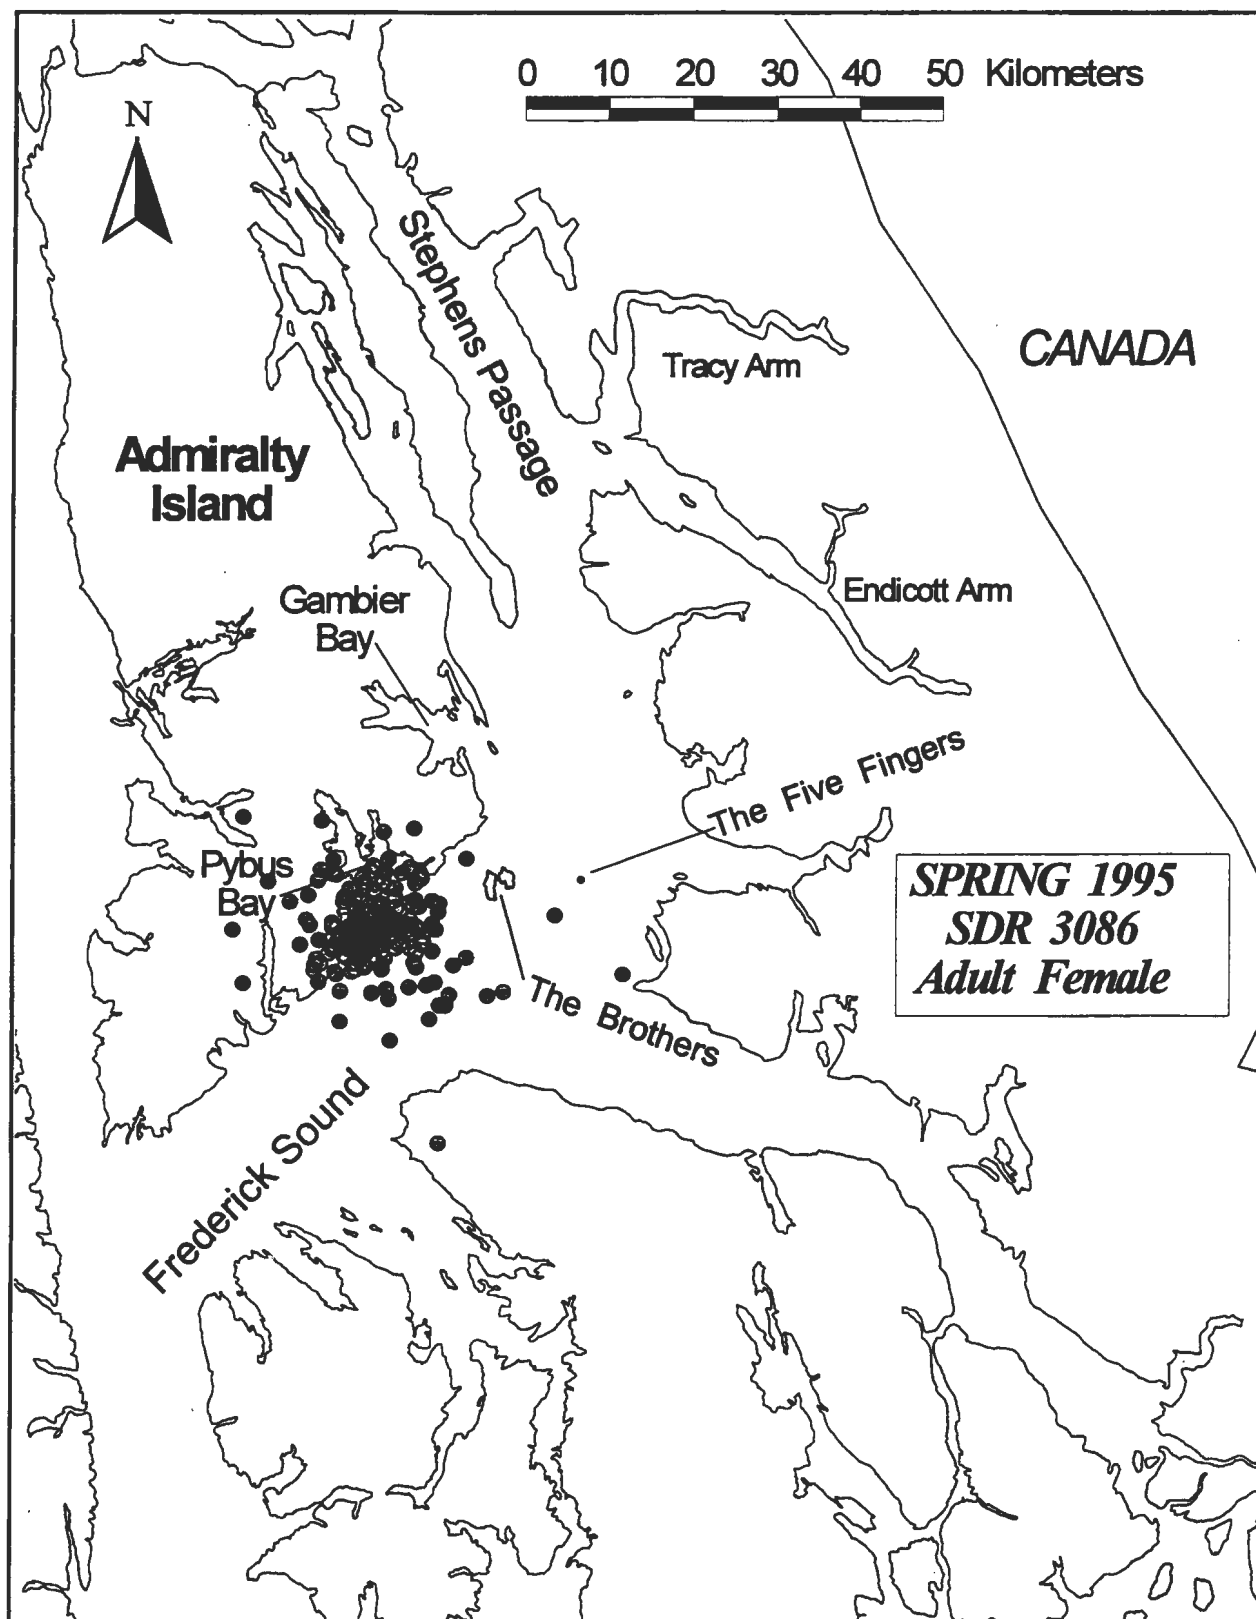 0 10 20 30 40 50 Kilometers
N
Stephens Passage
CANADA
Tracy Arm
Admiralty
Island
Endicott Arm
Gambier
Bay
The Five Fingers
Pybus
Bay
SPRING 1995
SDR 3086
Adult Female
The Brothers
Frederick Sound